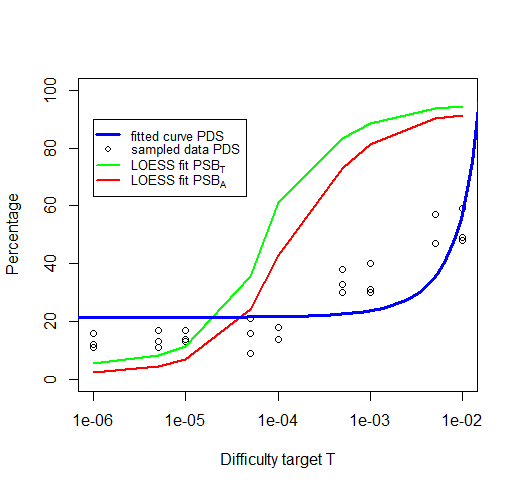 100
80
60
40
20
0
Percentage
fitted curve PDS
sampled data PDS
LOESS fit PSB_T
LOESS fit PSB_A
1e-06 1e-05 1e-04 1e-03 1e-02
Difficulty target T